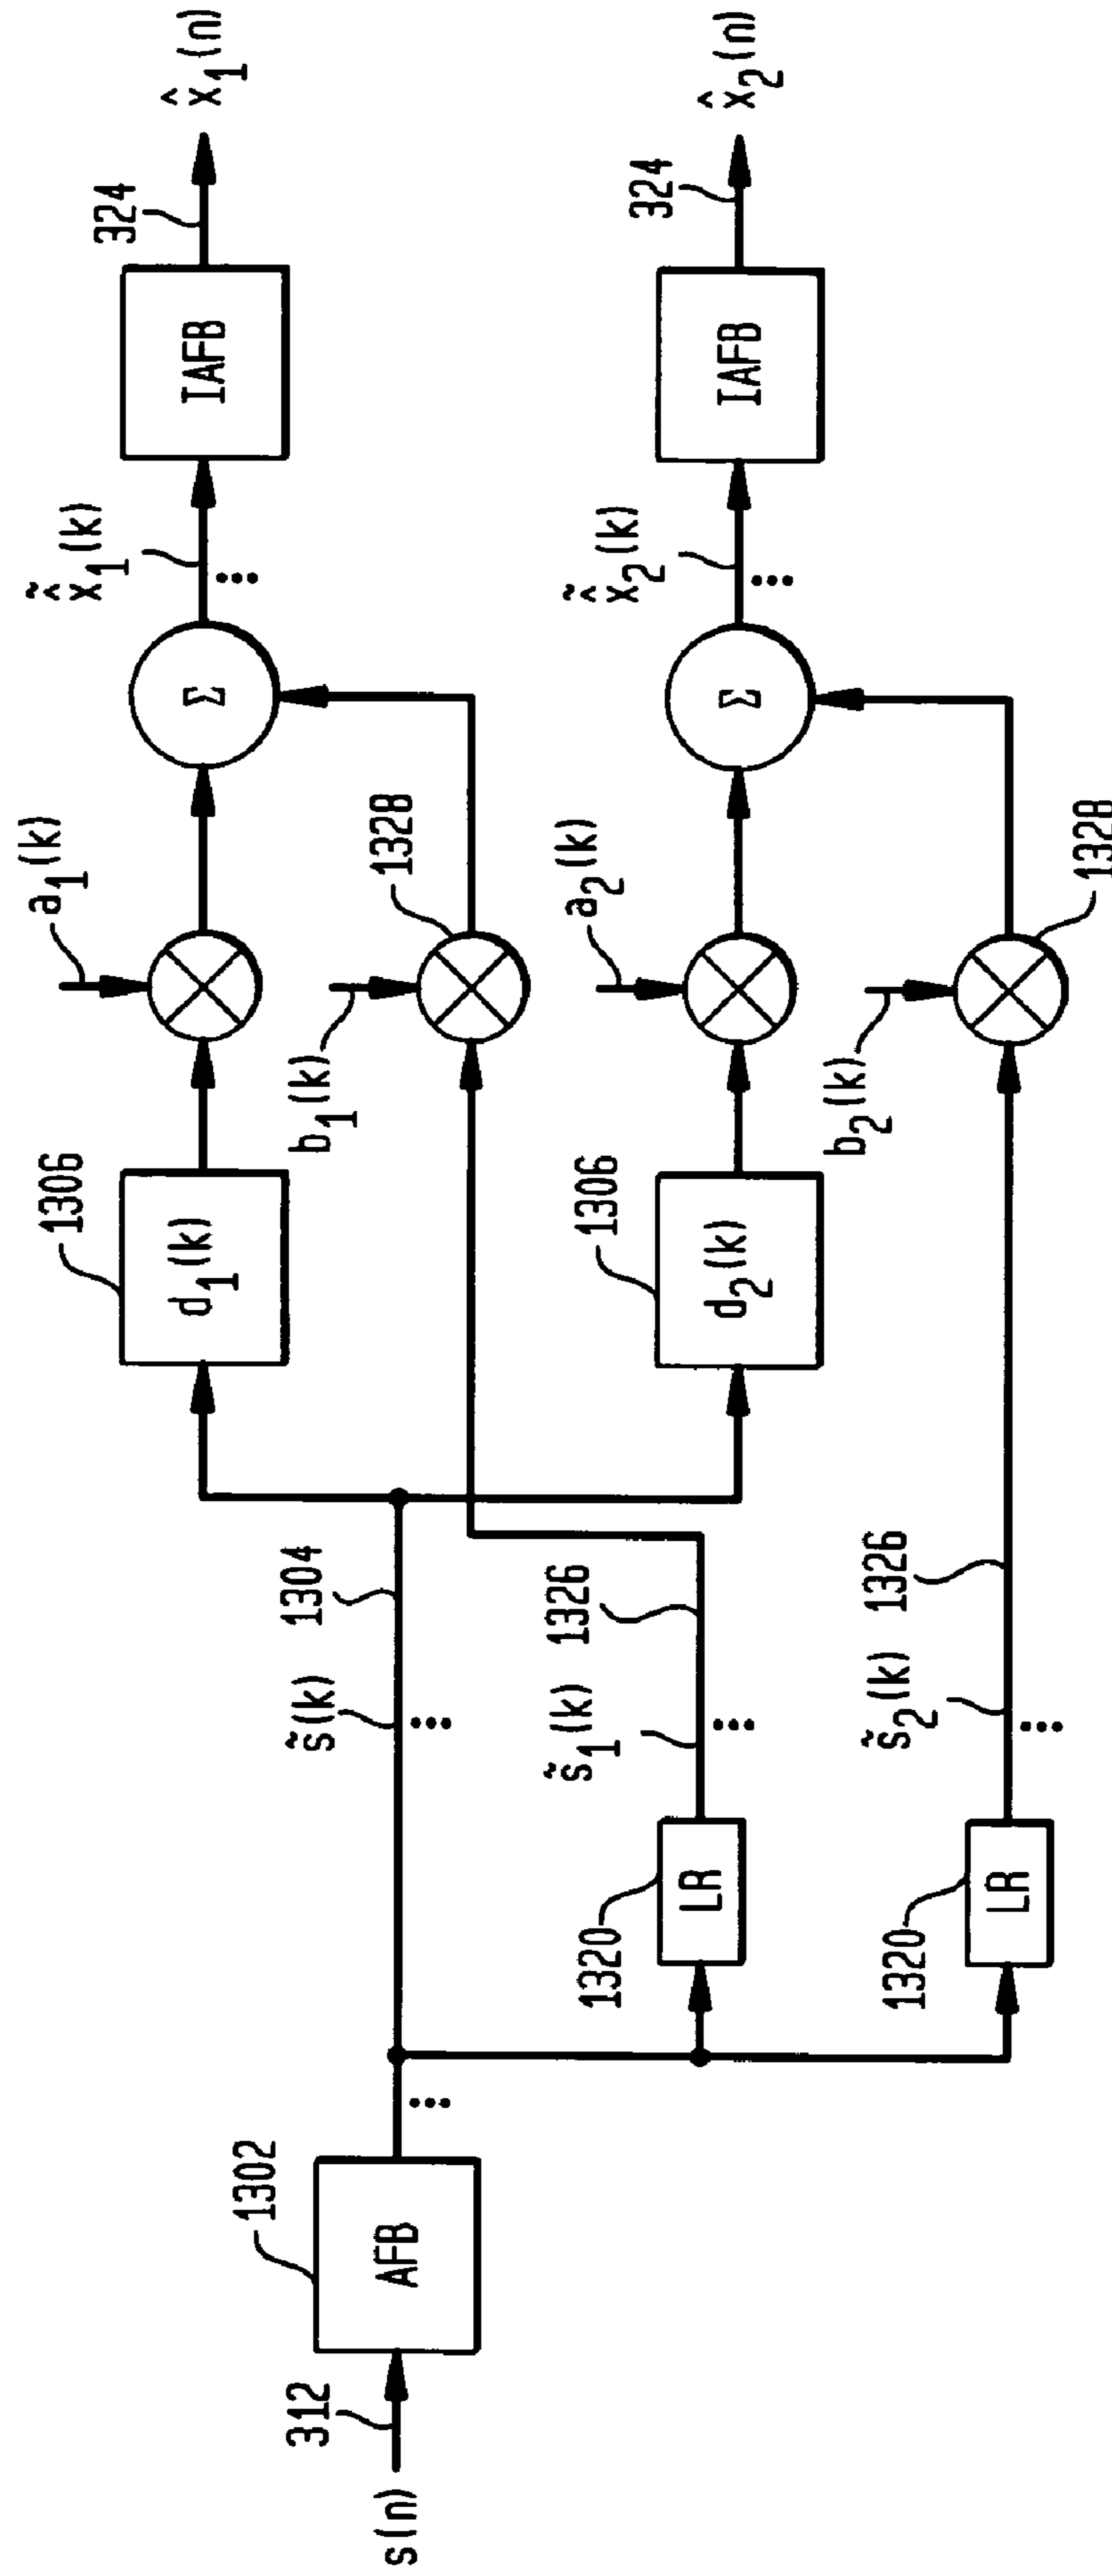 s(n)
312
1302
AFB
...
s̃(k)
1304
...
1320
LR
s̃₁(k)
1326
...
1320
LR
s̃₂(k)
1326
...
1306
d₁(k)
a₁(k)
b₁(k)
1328
Σ
x̃̂₁(k)
...
IAFB
324
x̂₁(n)
1306
d₂(k)
a₂(k)
b₂(k)
1328
Σ
x̃̂₂(k)
...
IAFB
324
x̂₂(n)